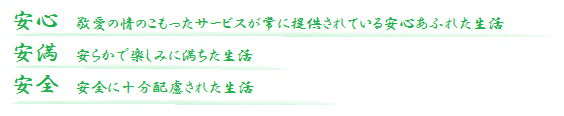 安心 敬愛の情のこもったサービスが常に提供されている安心あふれた生活
安満 安らかで楽しみに満ちた生活
安全 安全に十分配慮された生活